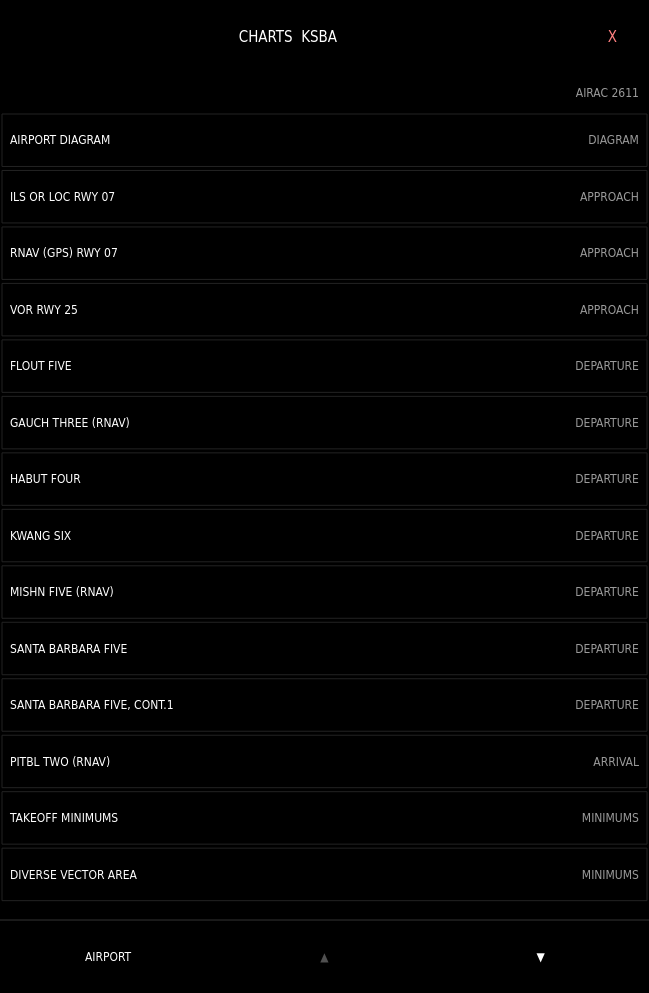 CHARTS KSBA X
AIRAC 2611
AIRPORT DIAGRAM DIAGRAM
ILS OR LOC RWY 07 APPROACH
RNAV (GPS) RWY 07 APPROACH
VOR RWY 25 APPROACH
FLOUT FIVE DEPARTURE
GAUCH THREE (RNAV) DEPARTURE
HABUT FOUR DEPARTURE
KWANG SIX DEPARTURE
MISHN FIVE (RNAV) DEPARTURE
SANTA BARBARA FIVE DEPARTURE
SANTA BARBARA FIVE, CONT.1 DEPARTURE
PITBL TWO (RNAV) ARRIVAL
TAKEOFF MINIMUMS MINIMUMS
DIVERSE VECTOR AREA MINIMUMS
AIRPORT ▲ ▼